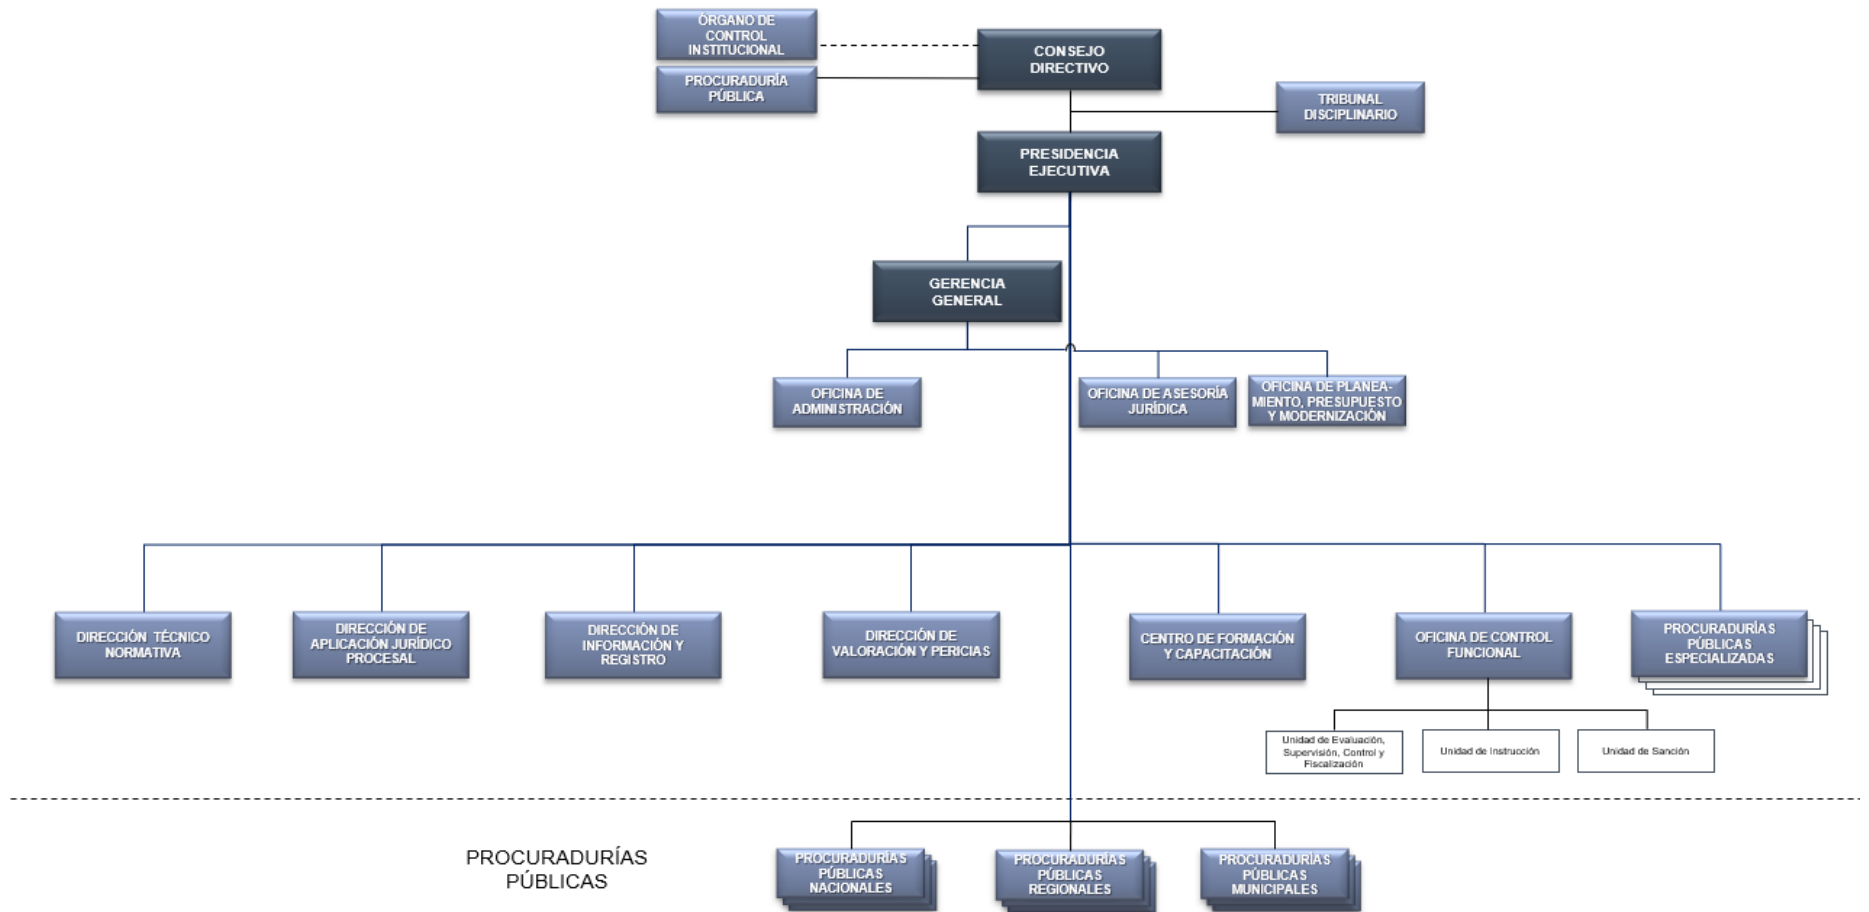 ÓRGANO DE
CONTROL
INSTITUCIONAL
CONSEJO
DIRECTIVO
PROCURADURÍA
PÚBLICA
TRIBUNAL
DISCIPLINARIO
PRESIDENCIA
EJECUTIVA
GERENCIA
GENERAL
OFICINA DE
ADMINISTRACIÓN
OFICINA DE ASESORÍA
JURÍDICA
OFICINA DE PLANEA-
MIENTO, PRESUPUESTO
Y MODERNIZACIÓN
DIRECCIÓN TÉCNICO
NORMATIVA
DIRECCIÓN DE
APLICACIÓN JURÍDICO
PROCESAL
DIRECCIÓN DE
INFORMACIÓN Y
REGISTRO
DIRECCIÓN DE
VALORACIÓN Y PERICIAS
CENTRO DE FORMACIÓN
Y CAPACITACIÓN
OFICINA DE CONTROL
FUNCIONAL
PROCURADURÍAS
PÚBLICAS
ESPECIALIZADAS
Unidad de Evaluación,
Supervisión, Control y
Fiscalización
Unidad de Instrucción
Unidad de Sanción
PROCURADURÍAS
PÚBLICAS
PROCURADURÍAS
PÚBLICAS
NACIONALES
PROCURADURÍAS
PÚBLICAS
REGIONALES
PROCURADURÍAS
PÚBLICAS
MUNICIPALES